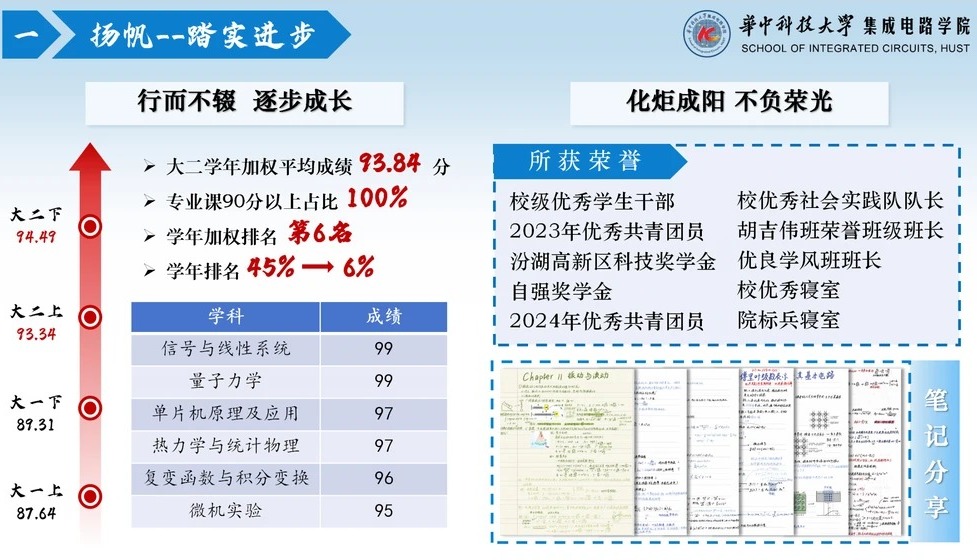 一
扬帆--踏实进步
华中科技大学 集成电路学院
SCHOOL OF INTEGRATED CIRCUITS, HUST
行而不辍 逐步成长
大二下
94.49
大二上
93.34
大一下
89.31
大一上
87.64
大二学年加权平均成绩 93.84 分
专业课90分以上占比 100%
学年加权排名 第6名
学年排名 45% → 6%
学科 成绩
信号与线性系统 99
量子力学 99
单片机原理及应用 97
热力学与统计物理 97
复变函数与积分变换 96
微机实验 95
化炬成阳 不负荣光
所获荣誉
校级优秀学生干部
2023年优秀共青团员
汾湖高新区科技奖学金
自强奖学金
2024年优秀共青团员
校优秀社会实践队队长
胡吉伟班荣誉班级班长
优良学风班班长
校优秀寝室
院标兵寝室
Chapter 11 振动与波动
笔记分享